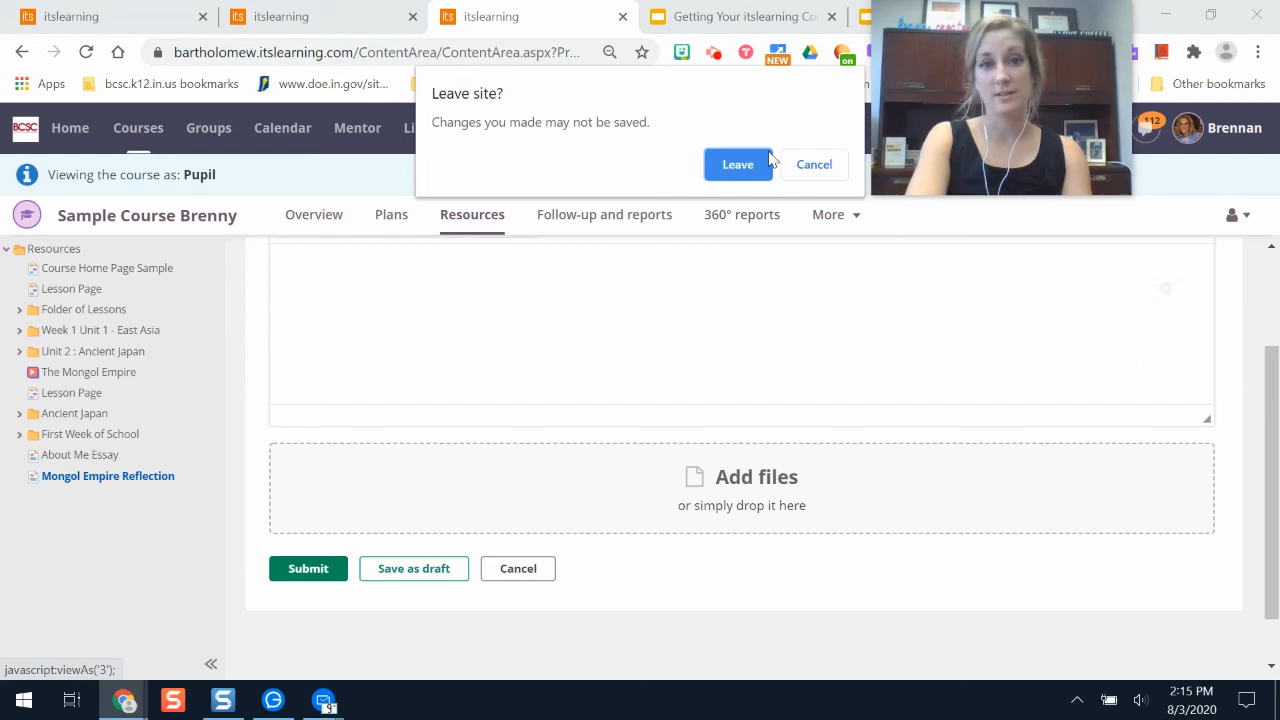 itslearning
itslearning
itslearning
Getting Your itslearning Co
bartholomew.itslearning.com/ContentArea/ContentArea.aspx?Pr...
NEW
on
Apps
bcsc.k12.in.us bookmarks
www.doe.in.gov/sit...
Other bookmarks
Leave site?
Changes you made may not be saved.
Leave
Cancel
BCSC
Home
Courses
Groups
Calendar
Mentor
Li
112
Brennan
Viewing the course as: Pupil
Sample Course Brenny
Overview
Plans
Resources
Follow-up and reports
360° reports
More
Resources
Course Home Page Sample
Lesson Page
Folder of Lessons
Week 1 Unit 1 - East Asia
Unit 2 : Ancient Japan
The Mongol Empire
Lesson Page
Ancient Japan
First Week of School
About Me Essay
Mongol Empire Reflection
Add files
or simply drop it here
Submit
Save as draft
Cancel
javascript:viewAs('3');
2:15 PM
8/3/2020